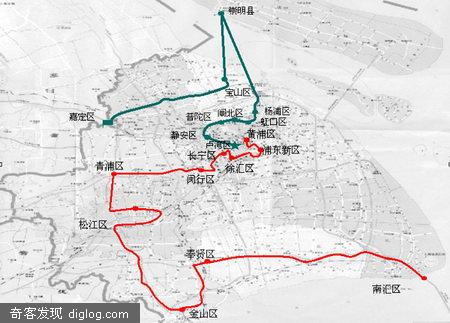 崇明县
宝山区
嘉定区
普陀区
闸北区
杨浦区
虹口区
静安区
卢湾区
黄浦区
长宁区
浦东新区
青浦区
徐汇区
闵行区
松江区
奉贤区
南汇区
金山区
奇客发现 diglog.com